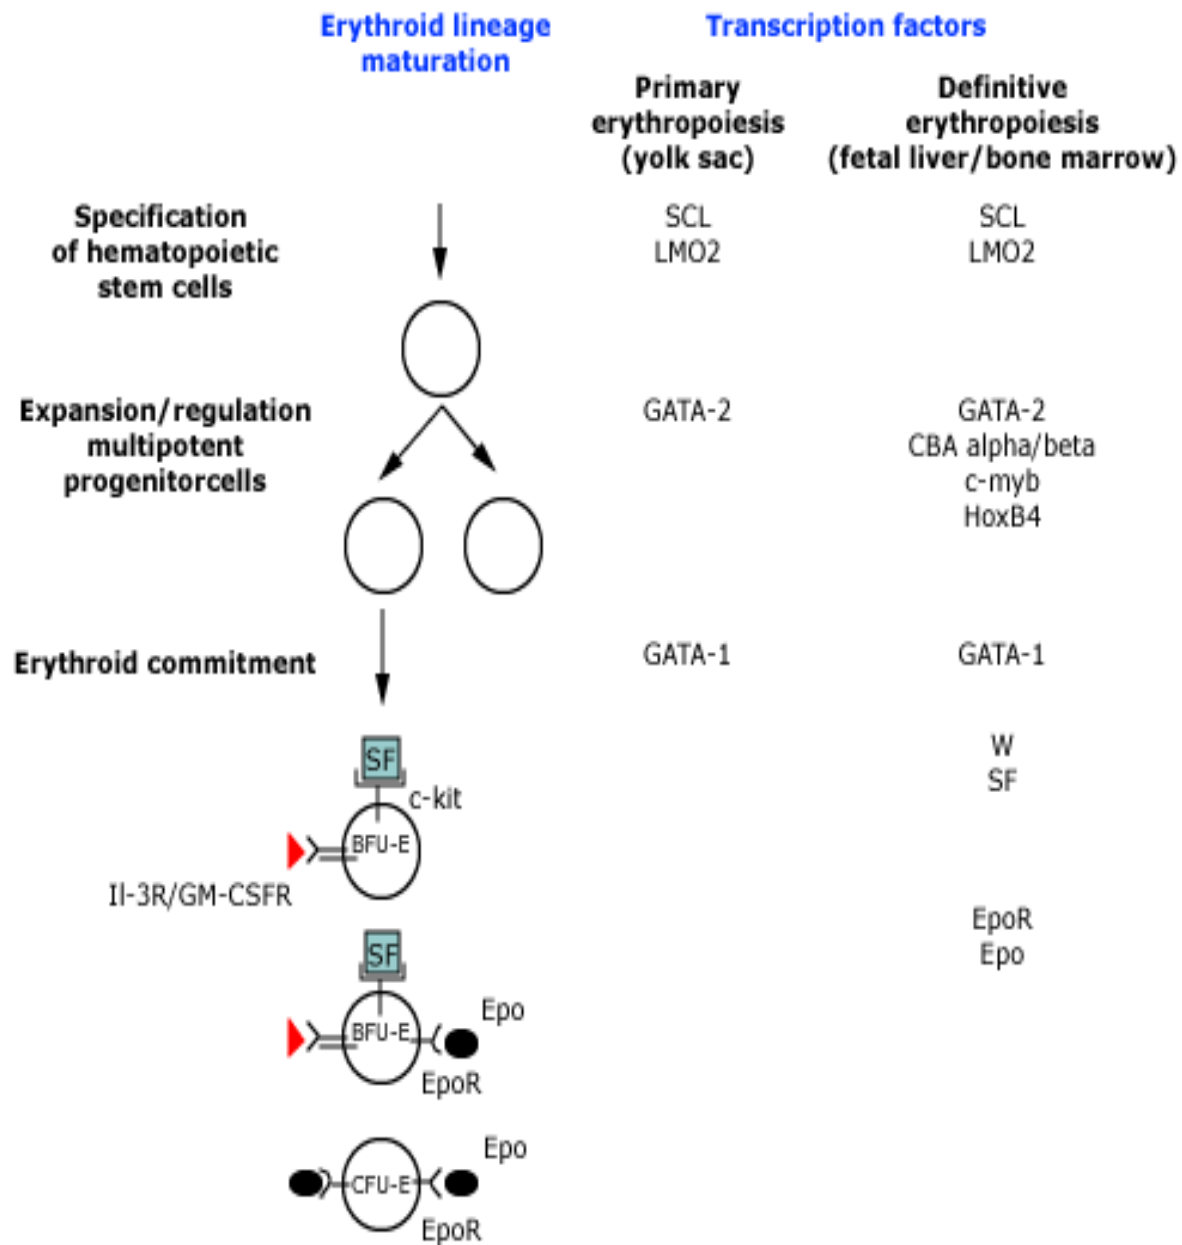 Erythroid lineage
maturation
Transcription factors
Primary
erythropoiesis
(yolk sac)
Definitive
erythropoiesis
(fetal liver/bone marrow)
Specification
of hematopoietic
stem cells
SCL
LMO2
SCL
LMO2
Expansion/regulation
multipotent
progenitorcells
GATA-2
GATA-2
CBA alpha/beta
c-myb
HoxB4
Erythroid commitment
GATA-1
GATA-1
SF
c-kit
BFU-E
Il-3R/GM-CSFR
W
SF
EpoR
Epo
SF
BFU-E
Epo
EpoR
CFU-E
Epo
EpoR